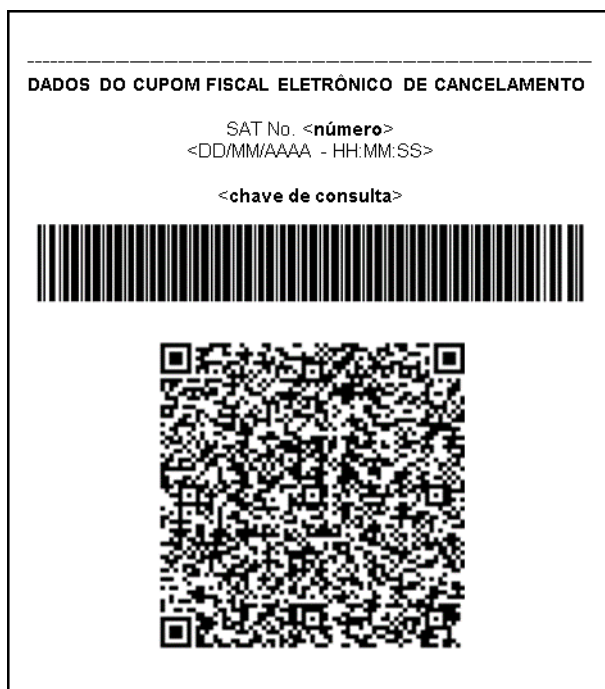 DADOS DO CUPOM FISCAL ELETRÔNICO DE CANCELAMENTO
SAT No. <número>
<DD/MM/AAAA - HH:MM:SS>
<chave de consulta>